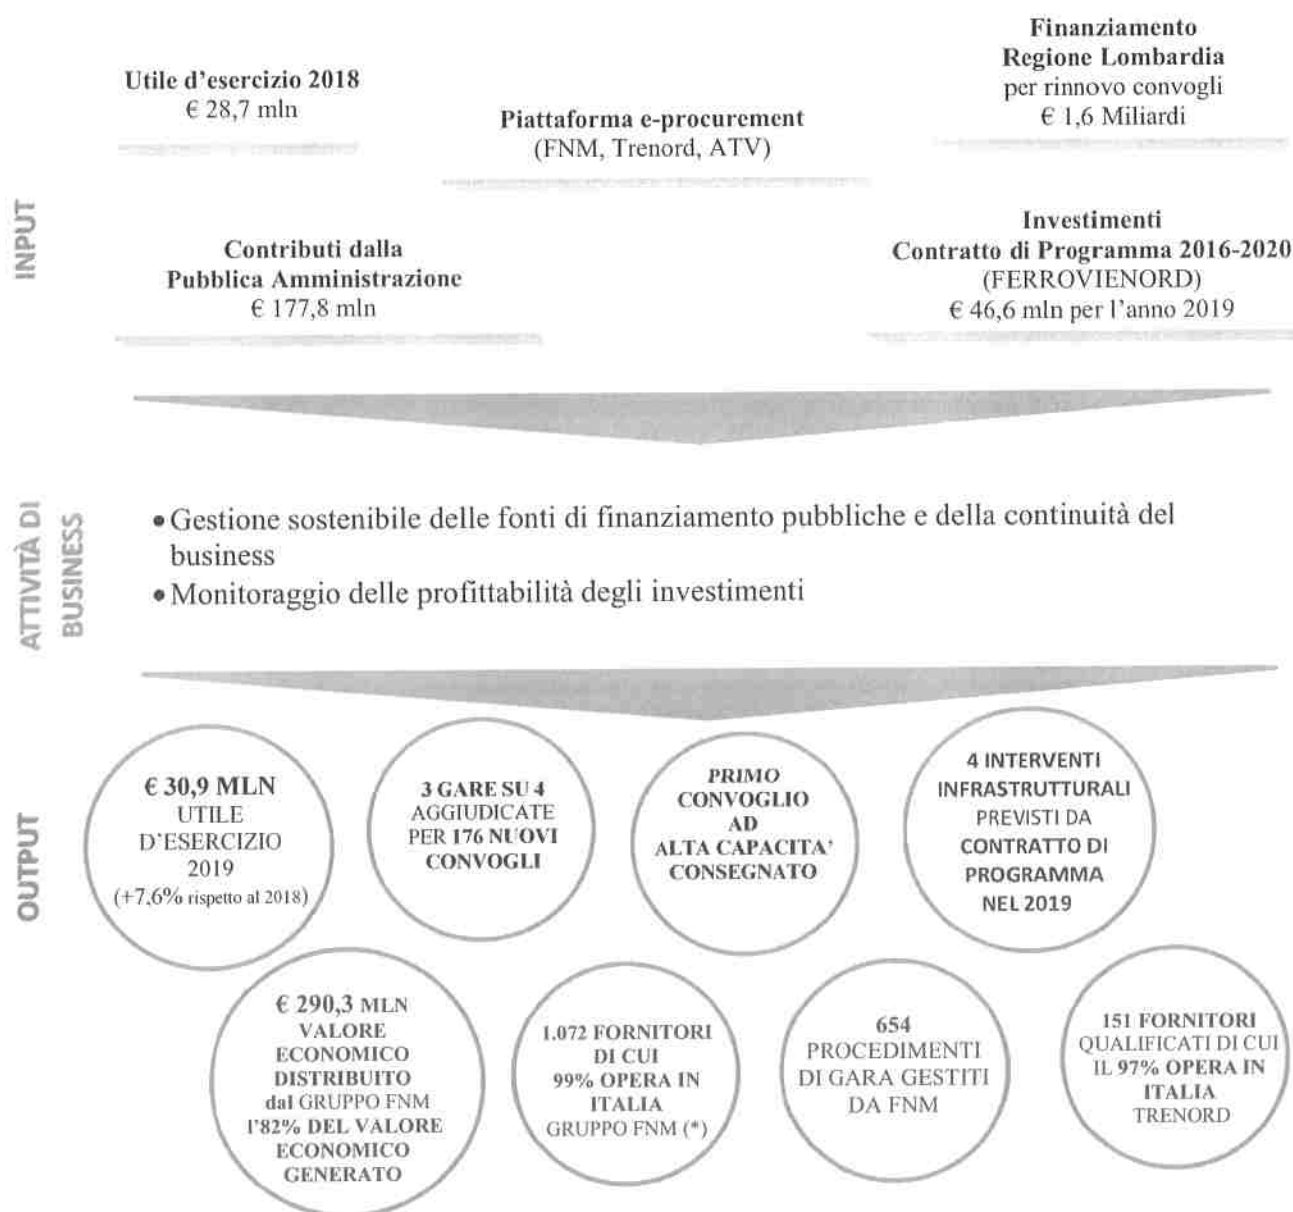 Finanziamento
Regione Lombardia
per rinnovo convogli
€ 1,6 Miliardi
Utile d'esercizio 2018
€ 28,7 mln
Piattaforma e-procurement
(FNM, Trenord, ATV)
INPUT
Contributi dalla
Pubblica Amministrazione
€ 177,8 mln
Investimenti
Contratto di Programma 2016-2020
(FERROVIENORD)
€ 46,6 mln per l'anno 2019
ATTIVITÀ DI
BUSINESS
• Gestione sostenibile delle fonti di finanziamento pubbliche e della continuità del
business
• Monitoraggio delle profittabilità degli investimenti
OUTPUT
€ 30,9 MLN
UTILE
D'ESERCIZIO
2019
(+7,6% rispetto al 2018)
3 GARE SU 4
AGGIUDICATE
PER 176 NUOVI
CONVOGLI
PRIMO
CONVOGLIO
AD
ALTA CAPACITA'
CONSEGNATO
4 INTERVENTI
INFRASTRUTTURALI
PREVISTI DA
CONTRATTO DI
PROGRAMMA
NEL 2019
€ 290,3 MLN
VALORE
ECONOMICO
DISTRIBUITO
dal GRUPPO FNM
l'82% DEL VALORE
ECONOMICO
GENERATO
1.072 FORNITORI
DI CUI
99% OPERA IN
ITALIA
GRUPPO FNM (*)
654
PROCEDIMENTI
DI GARA GESTITI
DA FNM
151 FORNITORI
QUALIFICATI DI CUI
IL 97% OPERA IN
ITALIA
TRENORD